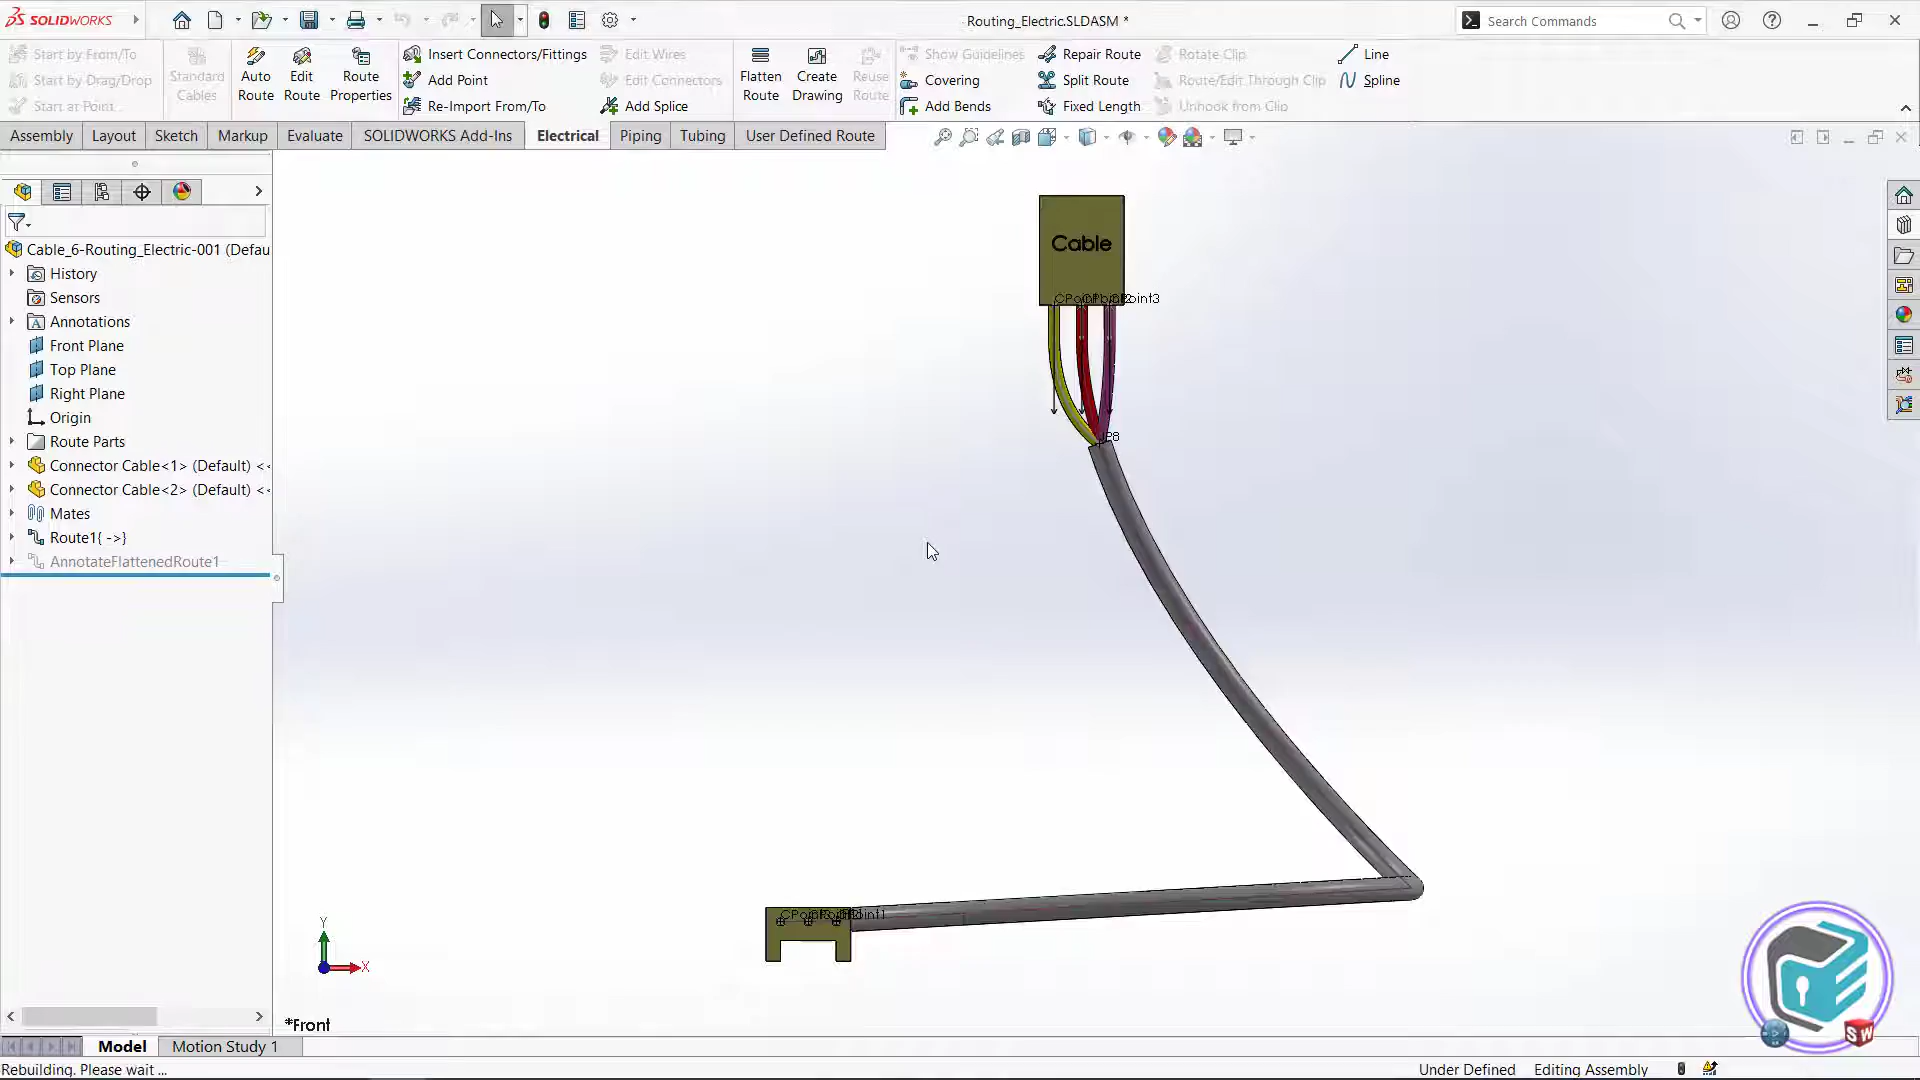 SOLIDWORKS
Routing_Electric.SLDASM *
Search Commands
Start by From/To
Start by Drag/Drop
Start at Point...
Standard Cables
Auto Route
Edit Route
Route Properties
Insert Connectors/Fittings
Add Point
Re-Import From/To
Edit Wires
Edit Connectors
Add Splice
Flatten Route
Create Drawing
Reuse Route
Show Guidelines
Covering
Add Bends
Repair Route
Split Route
Fixed Length
Rotate Clip
Route/Edit Through Clip
Unhook from Clip
Line
Spline
Assembly
Layout
Sketch
Markup
Evaluate
SOLIDWORKS Add-Ins
Electrical
Piping
Tubing
User Defined Route
Cable_6-Routing_Electric-001 (Defau
History
Sensors
Annotations
Front Plane
Top Plane
Right Plane
Origin
Route Parts
Connector Cable<1> (Default) <<
Connector Cable<2> (Default) <<
Mates
Route1{ ->}
AnnotateFlattenedRoute1
Cable
JP8
Y
X
*Front
SW
Model
Motion Study 1
Rebuilding. Please wait ...
Under Defined
Editing Assembly